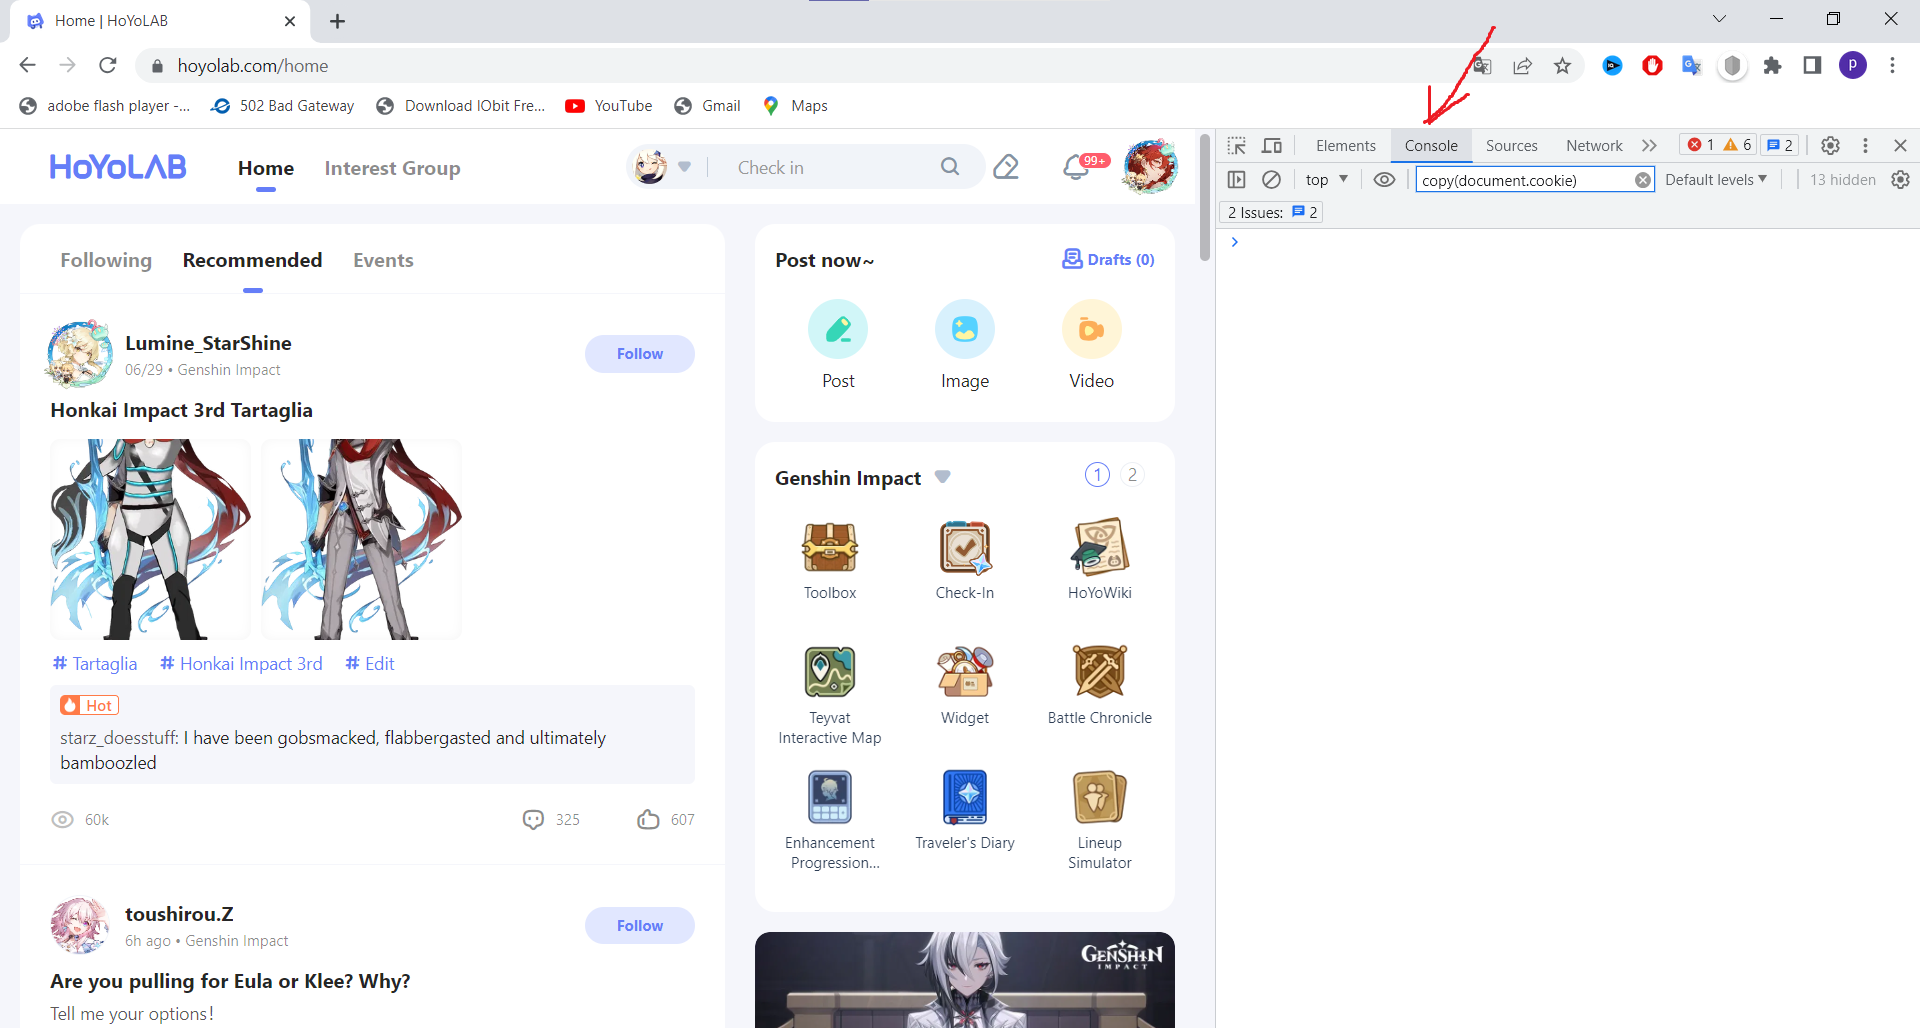 Home | HoYoLAB
hoyolab.com/home
P
adobe flash player -...
502 Bad Gateway
Download IObit Fre...
YouTube
Gmail
Maps
HoYoLAB
Home
Interest Group
Check in
99+
Elements
Console
Sources
Network
1
6
2
top
copy(document.cookie)
Default levels
13 hidden
2 Issues:
2
Following
Recommended
Events
Lumine_StarShine
06/29 • Genshin Impact
Follow
Honkai Impact 3rd Tartaglia
# Tartaglia
# Honkai Impact 3rd
# Edit
Hot
starz_doesstuff: I have been gobsmacked, flabbergasted and ultimately
bamboozled
60k
325
607
toushirou.Z
6h ago • Genshin Impact
Follow
Are you pulling for Eula or Klee? Why?
Tell me your options!
Post now~
Drafts (0)
Post
Image
Video
Genshin Impact
1
2
Toolbox
Check-In
HoYoWiki
Teyvat
Interactive Map
Widget
Battle Chronicle
Enhancement
Progression...
Traveler's Diary
Lineup
Simulator
GENSHIN
IMPACT